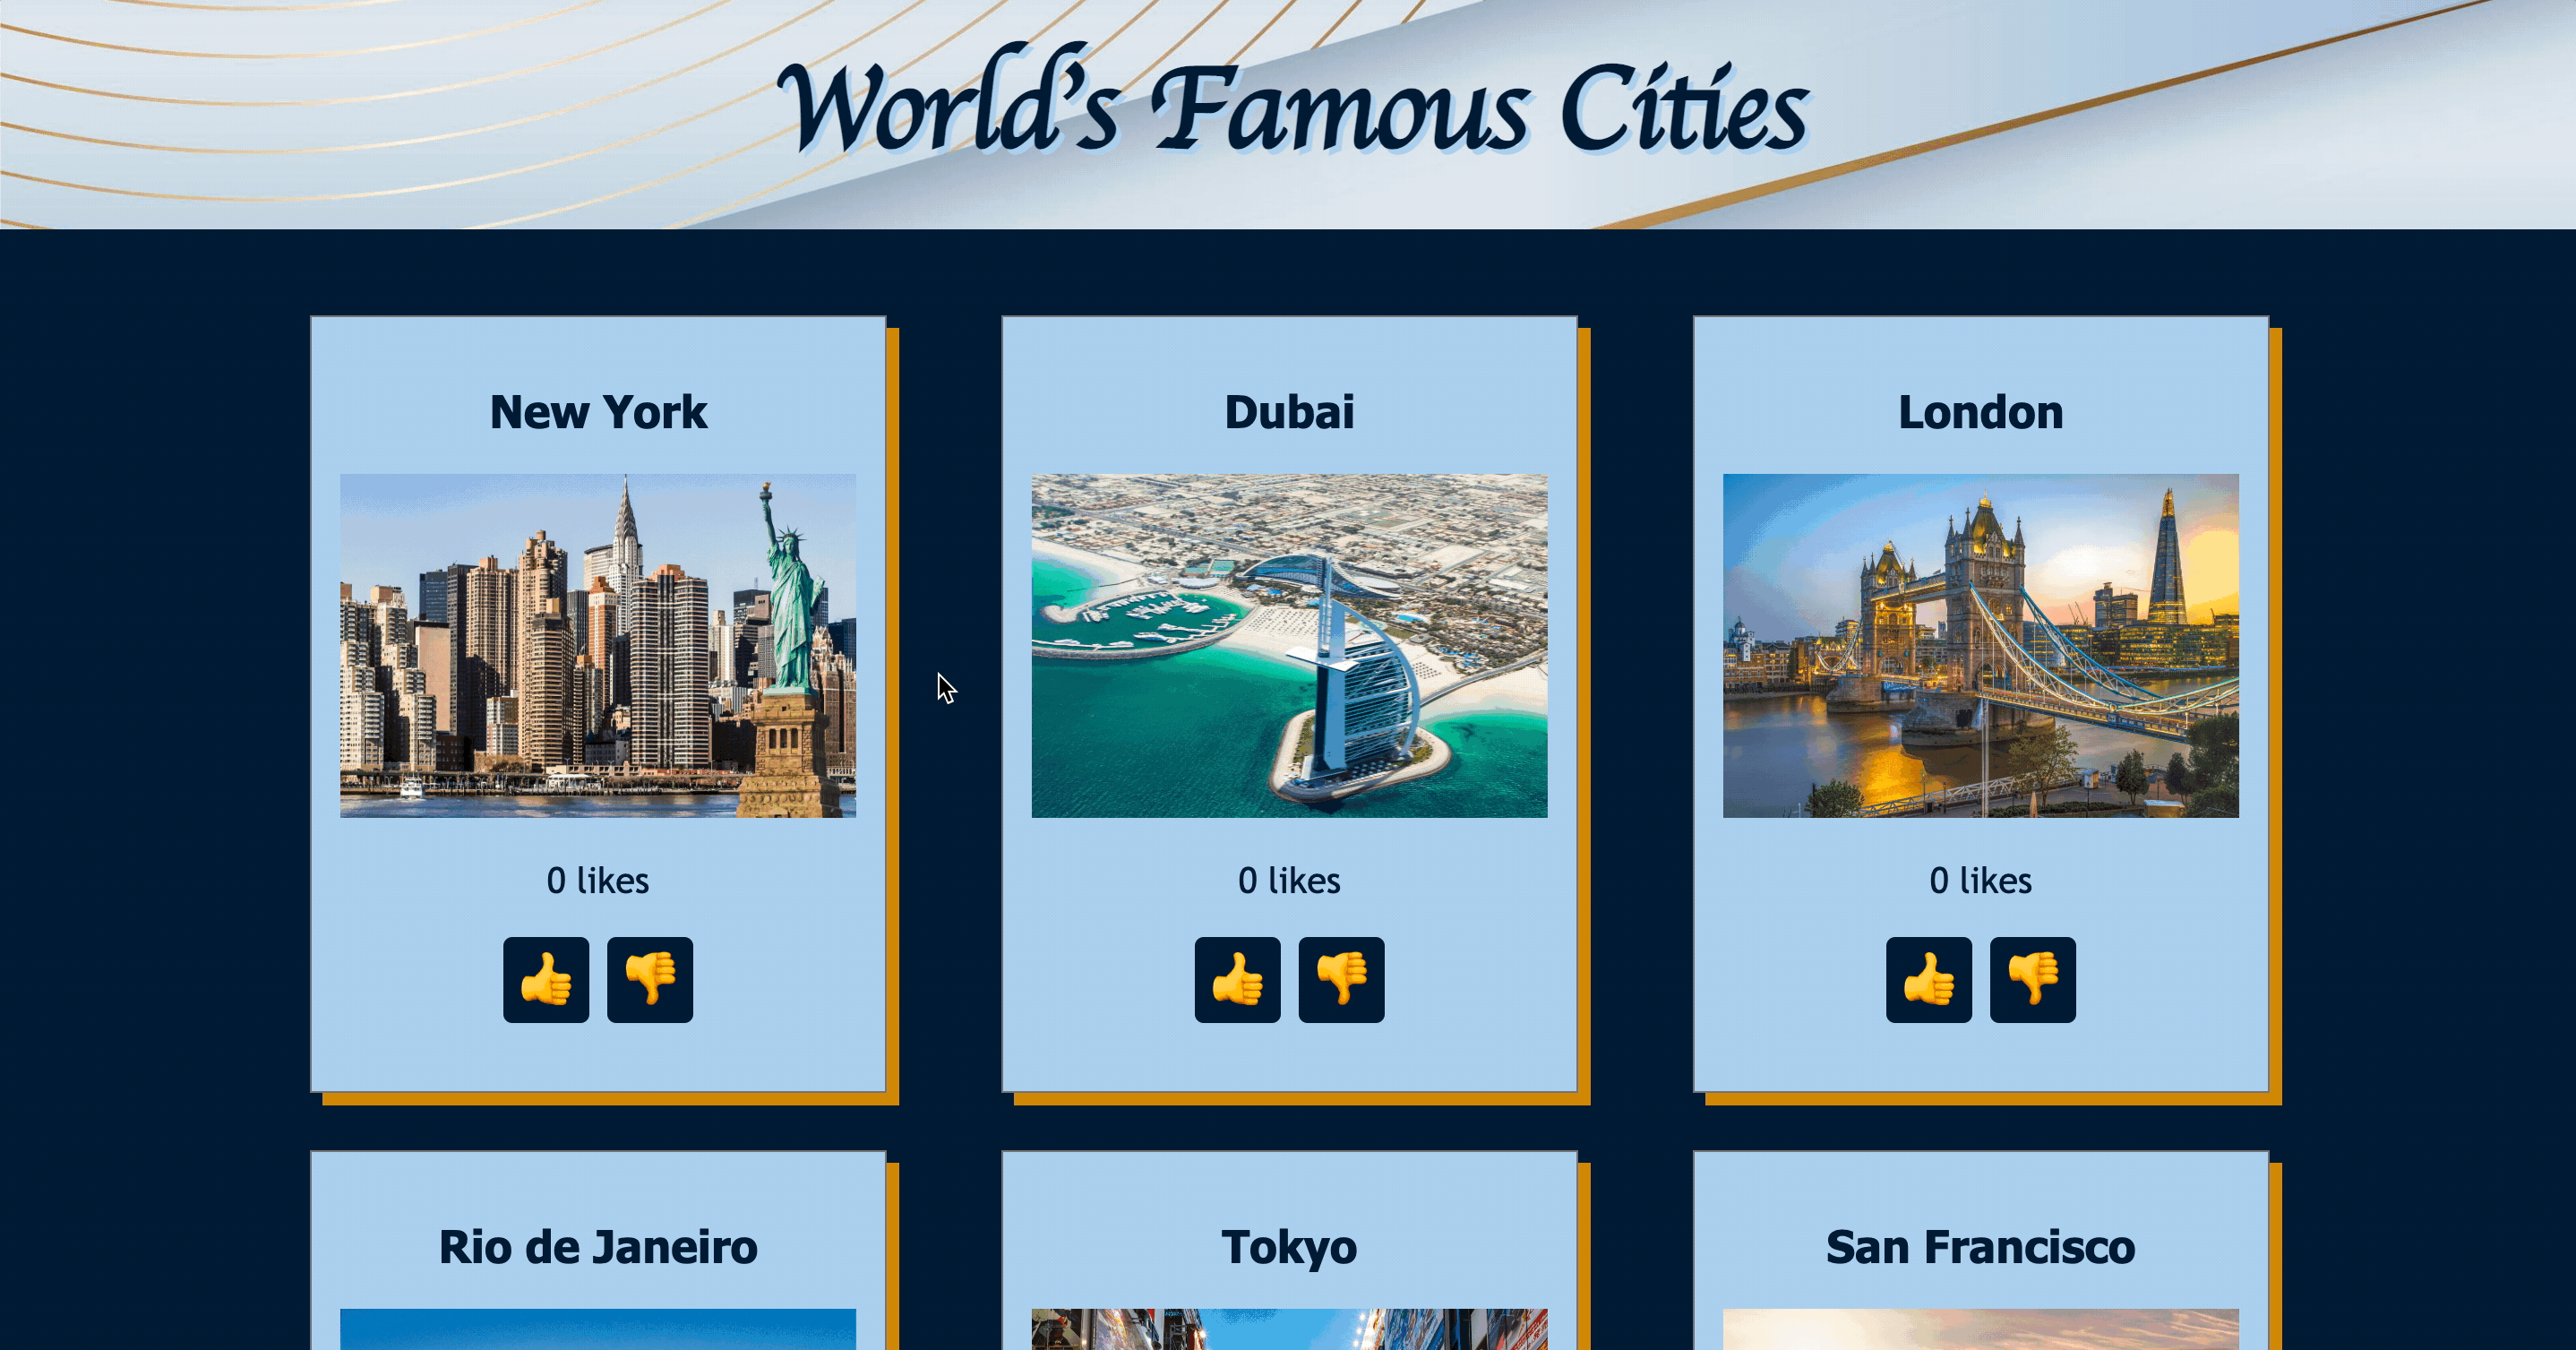 World's Famous Cities
New York
Dubai
London
0 likes
0 likes
0 likes
Rio de Janeiro
Tokyo
San Francisco